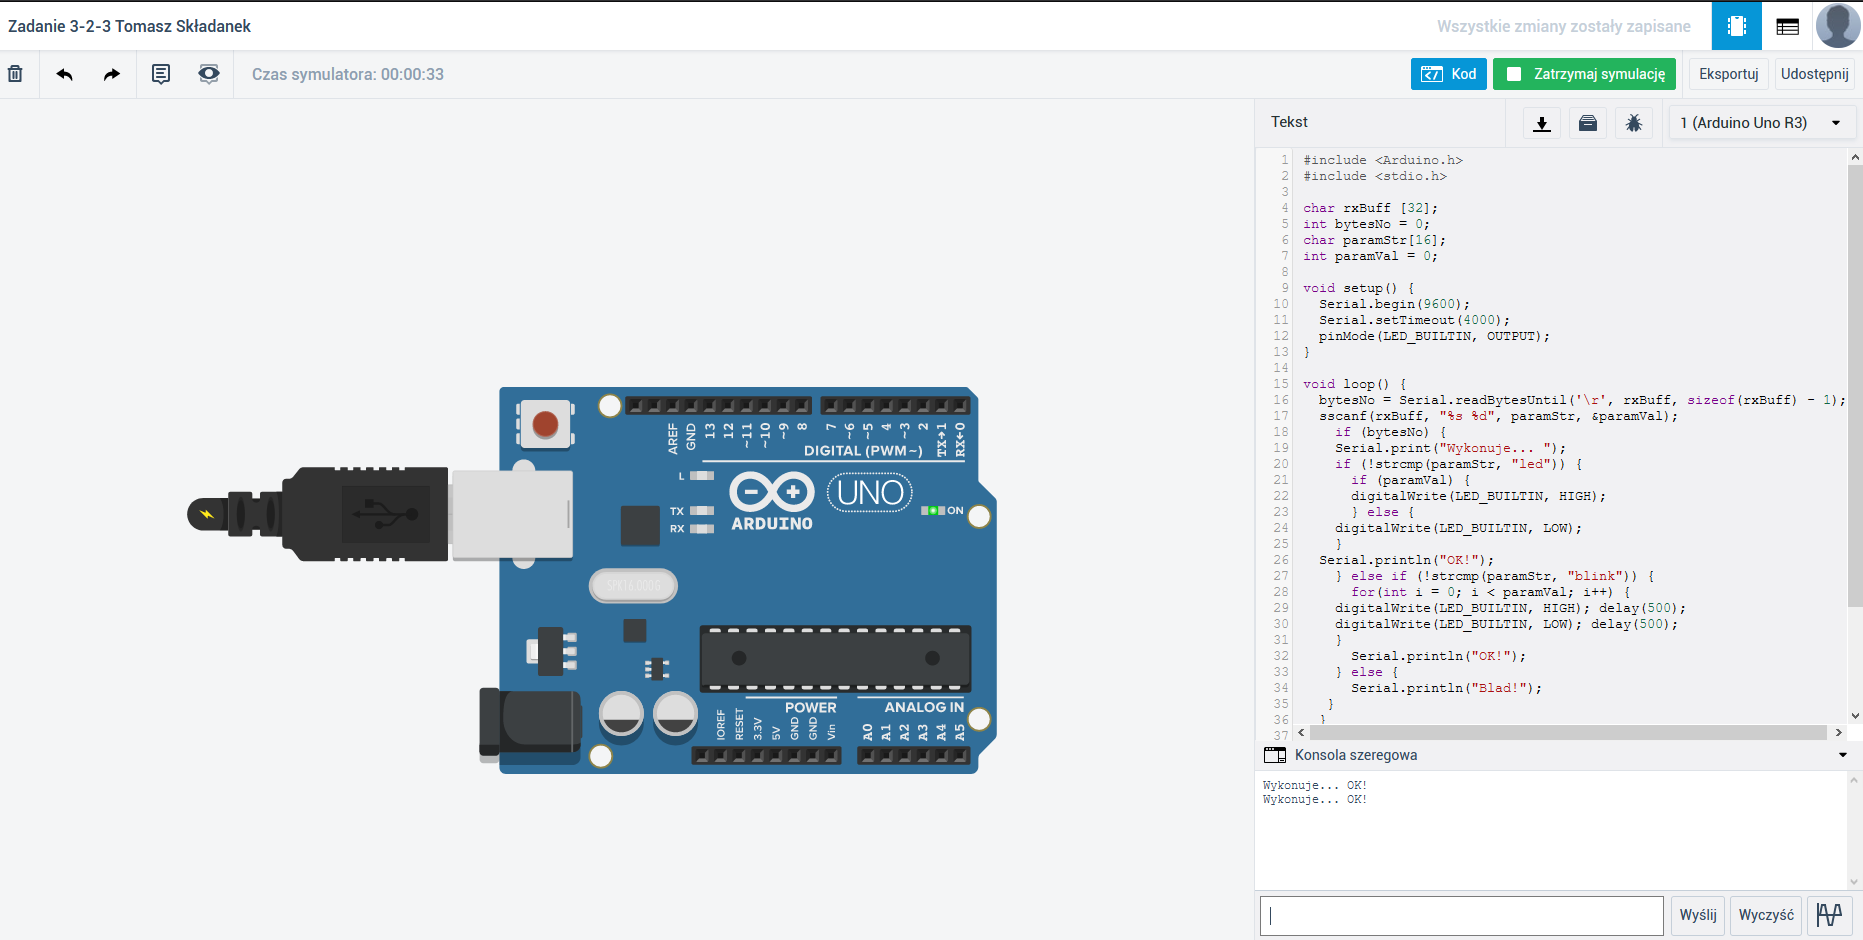 Zadanie 3-2-3 Tomasz Składanek
Wszystkie zmiany zostały zapisane
Czas symulatora: 00:00:33
Kod
Zatrzymaj symulację
Eksportuj
Udostępnij
Tekst
1 (Arduino Uno R3)
1 #include <Arduino.h>
2 #include <stdio.h>
3
4 char rxBuff [32];
5 int bytesNo = 0;
6 char paramStr[16];
7 int paramVal = 0;
8
9 void setup() {
10 Serial.begin(9600);
11 Serial.setTimeout(4000);
12 pinMode(LED_BUILTIN, OUTPUT);
13 }
14
15 void loop() {
16 bytesNo = Serial.readBytesUntil('\r', rxBuff, sizeof(rxBuff) - 1);
17 sscanf(rxBuff, "%s %d", paramStr, &paramVal);
18 if (bytesNo) {
19 Serial.print("Wykonuje... ");
20 if (!strcmp(paramStr, "led")) {
21 if (paramVal) {
22 digitalWrite(LED_BUILTIN, HIGH);
23 } else {
24 digitalWrite(LED_BUILTIN, LOW);
25 }
26 Serial.println("OK!");
27 } else if (!strcmp(paramStr, "blink")) {
28 for(int i = 0; i < paramVal; i++) {
29 digitalWrite(LED_BUILTIN, HIGH); delay(500);
30 digitalWrite(LED_BUILTIN, LOW); delay(500);
31 }
32 Serial.println("OK!");
33 } else {
34 Serial.println("Blad!");
35 }
36 }
37
Konsola szeregowa
Wykonuje... OK!
Wykonuje... OK!
Wyślij
Wyczyść
AREF
GND
13
12
~11
~10
~9
8
7
~6
~5
4
~3
2
TX→1
RX←0
DIGITAL (PWM~)
L
TX
RX
ARDUINO
UNO
ON
SPK16.000G
POWER
ANALOG IN
IOREF
RESET
3.3V
5V
GND
GND
Vin
A0
A1
A2
A3
A4
A5